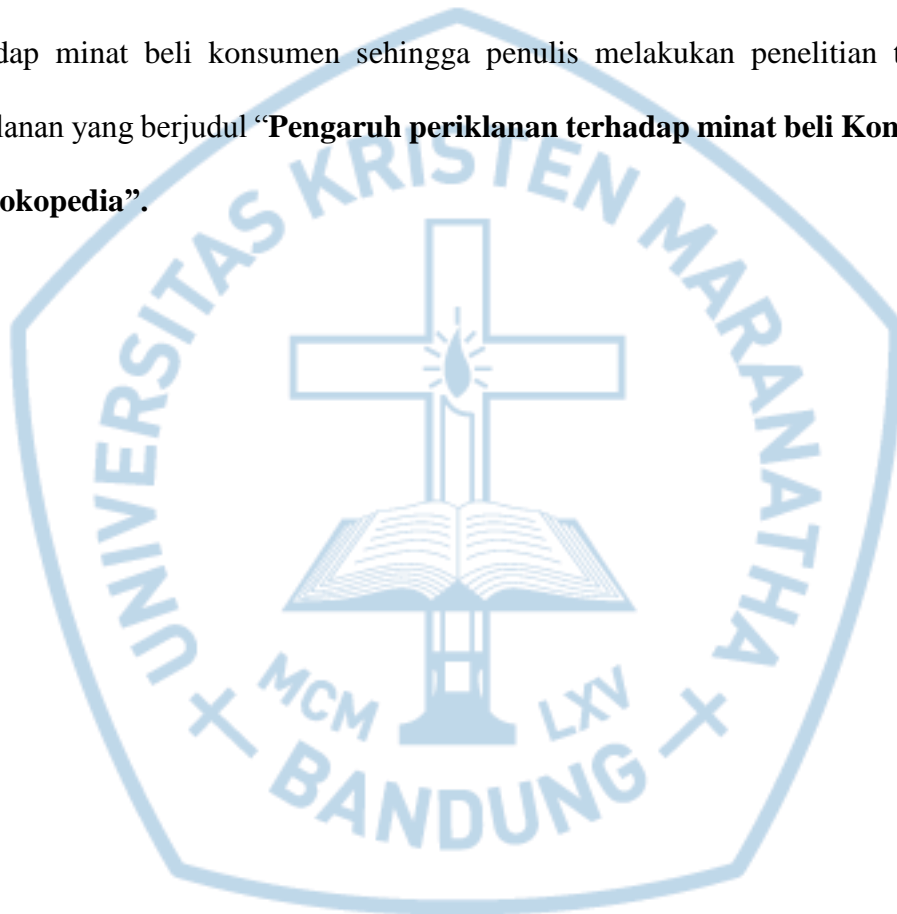 dap minat beli konsumen sehingga penulis melakukan penelitian t
lanan yang berjudul “Pengaruh periklanan terhadap minat beli Kon
okopedia”.
UNIVERSITAS KRISTEN MARANATHA
MCM LXV
BANDUNG